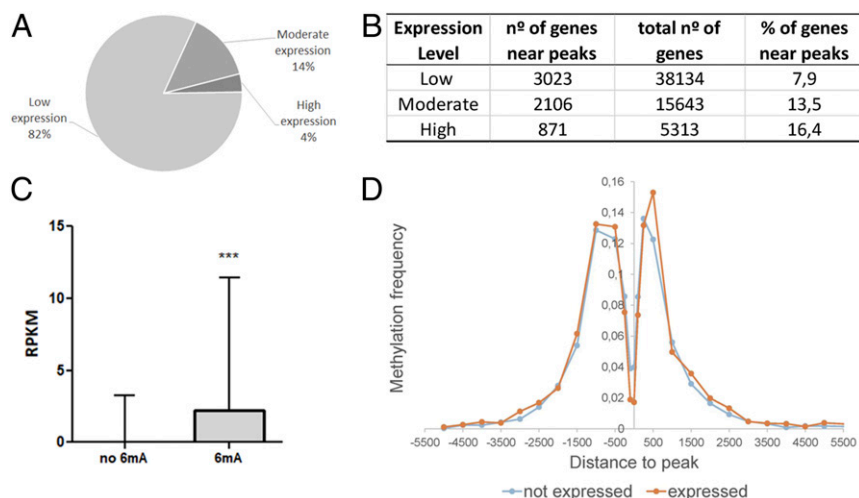 A
Moderate
expression
14%
High
expression
4%
Low
expression
82%
B
Expression Level nº of genes near peaks total nº of genes % of genes near peaks
Low 3023 38134 7,9
Moderate 2106 15643 13,5
High 871 5313 16,4
C
RPKM
15
10
5
0
***
no 6mA 6mA
D
Methylation frequency
0,16
0,14
0,12
0,1
0,08
0,06
0,04
0,02
0
-5500 -4500 -3500 -2500 -1500 -500 500 1500 2500 3500 4500 5500
Distance to peak
not expressed expressed